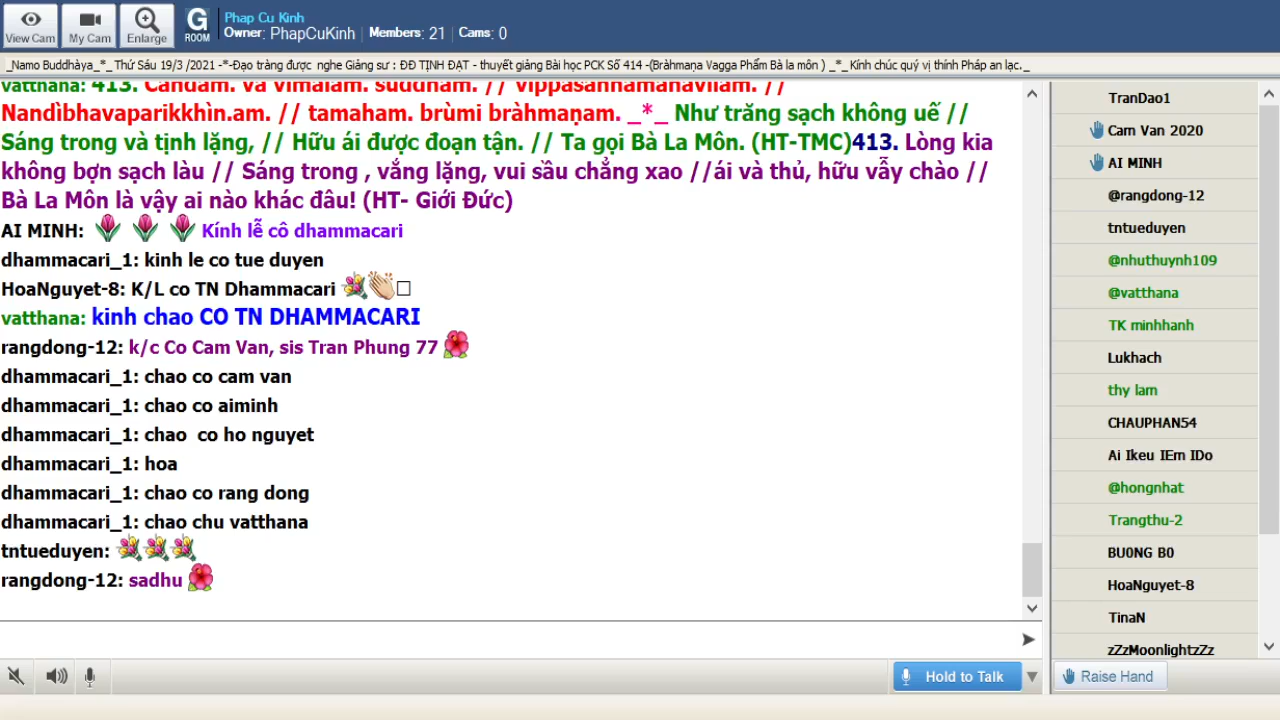 View Cam
My Cam
Enlarge
G
ROOM
Phap Cu Kinh
Owner: PhapCuKinh | Members: 21 | Cams: 0
_Namo Buddhàya_*_ Thứ Sáu 19/3 /2021 -*-Đạo tràng được nghe Giảng sư : ĐĐ TỊNH ĐẠT - thuyết giảng Bài học PCK Số 414 -(Bràhmaṇa Vagga Phẩm Bà la môn ) _*_ Kính chúc quý vị thính Pháp an lạc._
vatthana: 413. Candam. va vimalam. suddham. // vippasannamanàvilam. //
Nandìbhavaparikkhìn.am. // tamaham. brùmi bràhmaṇam. _*_ Như trăng sạch không uế //
Sáng trong và tịnh lặng, // Hữu ái được đoạn tận. // Ta gọi Bà La Môn. (HT-TMC)413. Lòng kia
không bợn sạch làu // Sáng trong , vắng lặng, vui sầu chẳng xao //ái và thủ, hữu vẫy chào //
Bà La Môn là vậy ai nào khác đâu! (HT- Giới Đức)
AI MINH: Kính lễ cô dhammacari
dhammacari_1: kinh le co tue duyen
HoaNguyet-8: K/L co TN Dhammacari
vatthana: kinh chao CO TN DHAMMACARI
rangdong-12: k/c Co Cam Van, sis Tran Phung 77
dhammacari_1: chao co cam van
dhammacari_1: chao co aiminh
dhammacari_1: chao  co ho nguyet
dhammacari_1: hoa
dhammacari_1: chao co rang dong
dhammacari_1: chao chu vatthana
tntueduyen:
rangdong-12: sadhu
Hold to Talk
TranDao1
Cam Van 2020
AI MINH
@rangdong-12
tntueduyen
@nhuthuynh109
@vatthana
TK minhhanh
Lukhach
thy lam
CHAUPHAN54
Ai Ikeu IEm IDo
@hongnhat
Trangthu-2
BU0NG B0
HoaNguyet-8
TinaN
zZzMoonlightzZz
Raise Hand